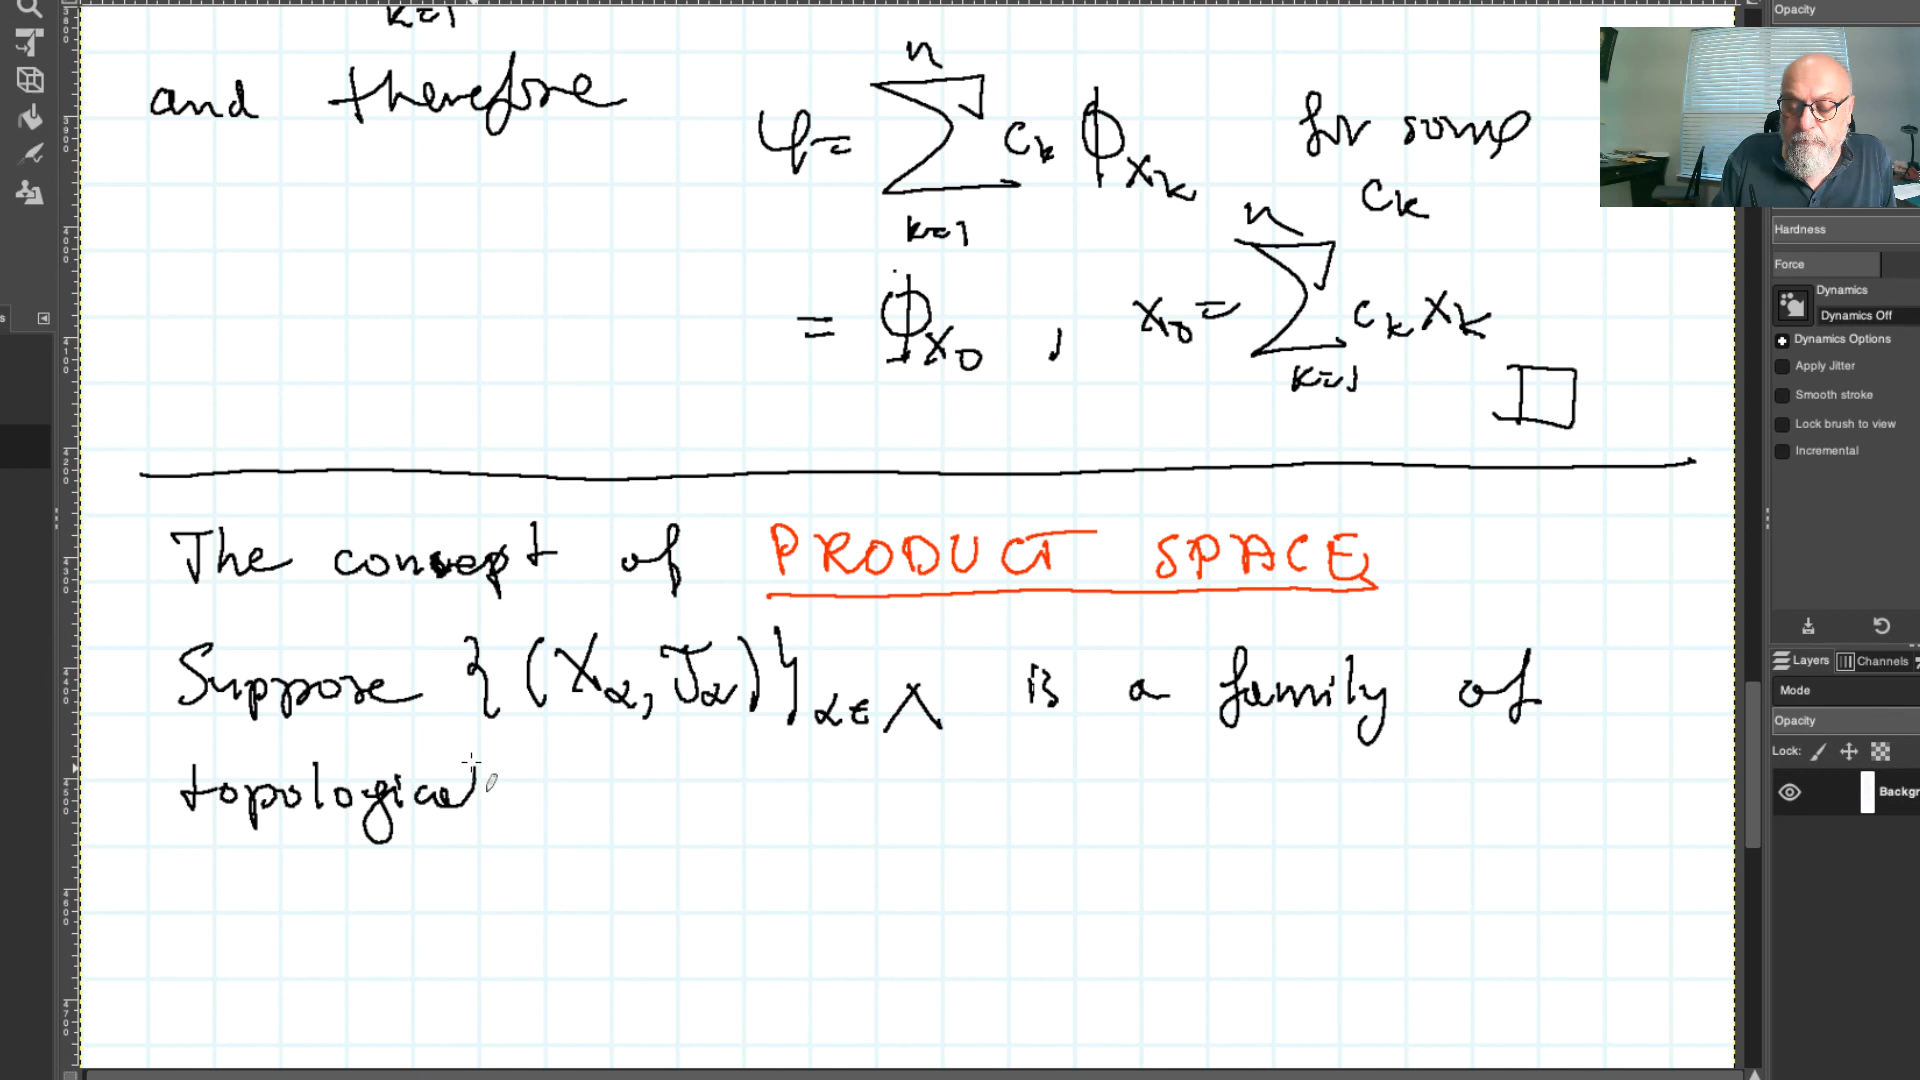 k=1
Opacity
and therefore φ= n ∑ k=1 c_k ϕ_{x_k} for some c_k
= ϕ_{x_0} , x_0= n ∑ k=1 c_k x_k
□
The concept of PRODUCT SPACE
Suppose {(X_α, T_α)}_{α∈Λ} is a family of
topological
Hardness
Force
Dynamics
Dynamics Off
Dynamics Options
Apply Jitter
Smooth stroke
Lock brush to view
Incremental
Layers Channels
Mode
Opacity
Lock:
Backgr